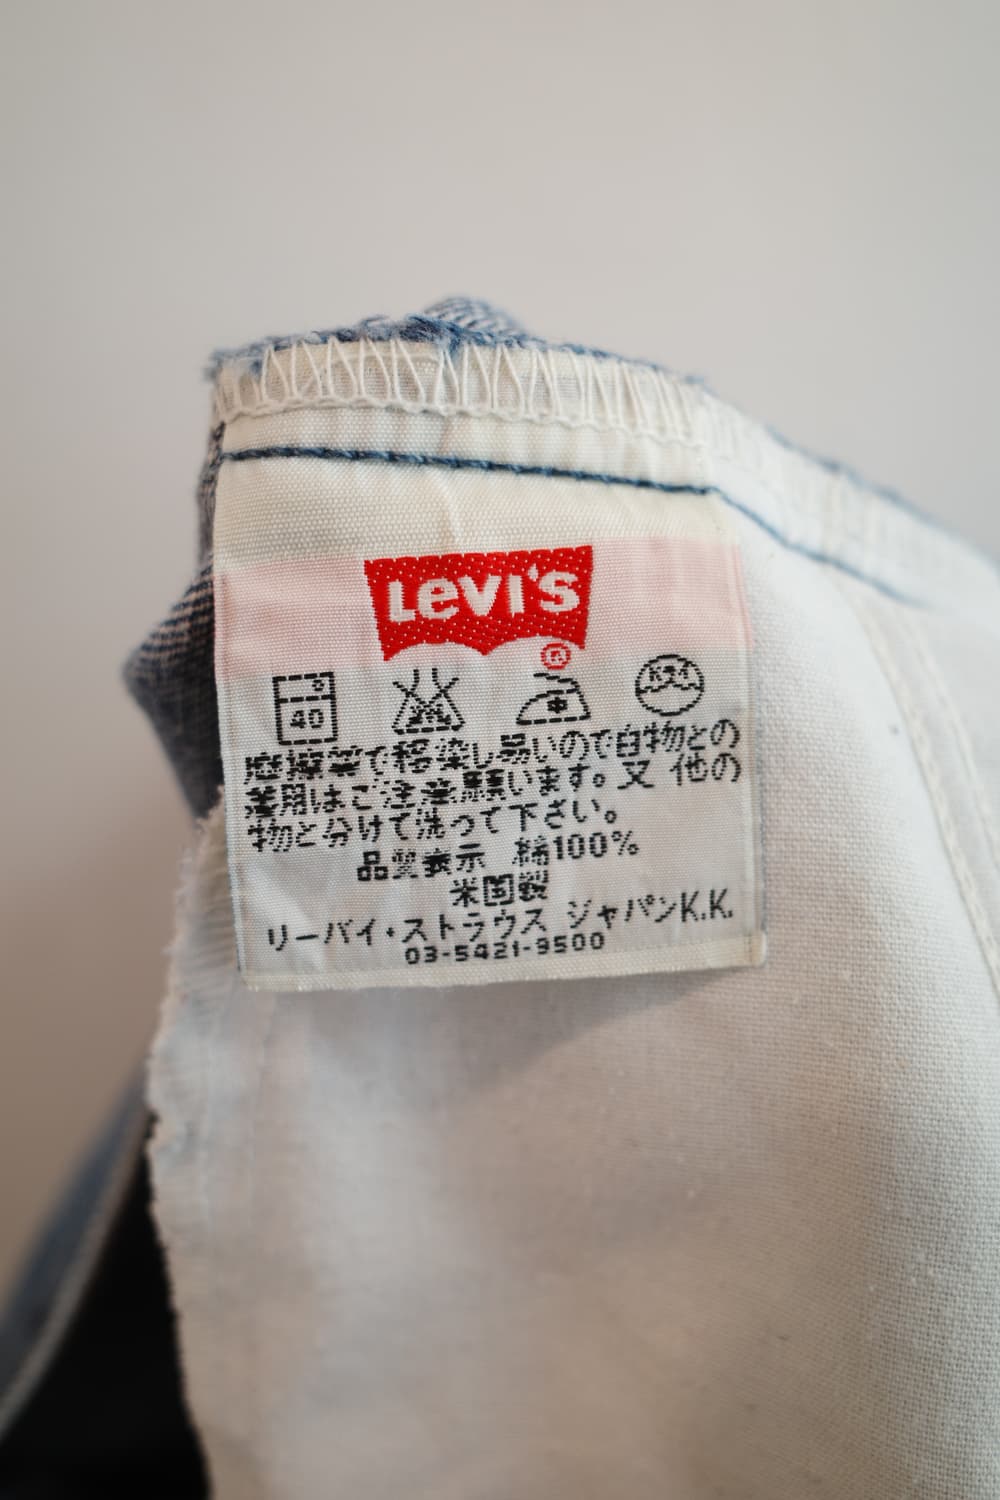 Levi's
®
40
摩擦等で移染し易いので白物との
着用はご注意願います。又 他の
物と分けて洗って下さい。
品質表示 綿100%
米国製
リーバイ・ストラウス ジャパンK.K.
03-5421-9500